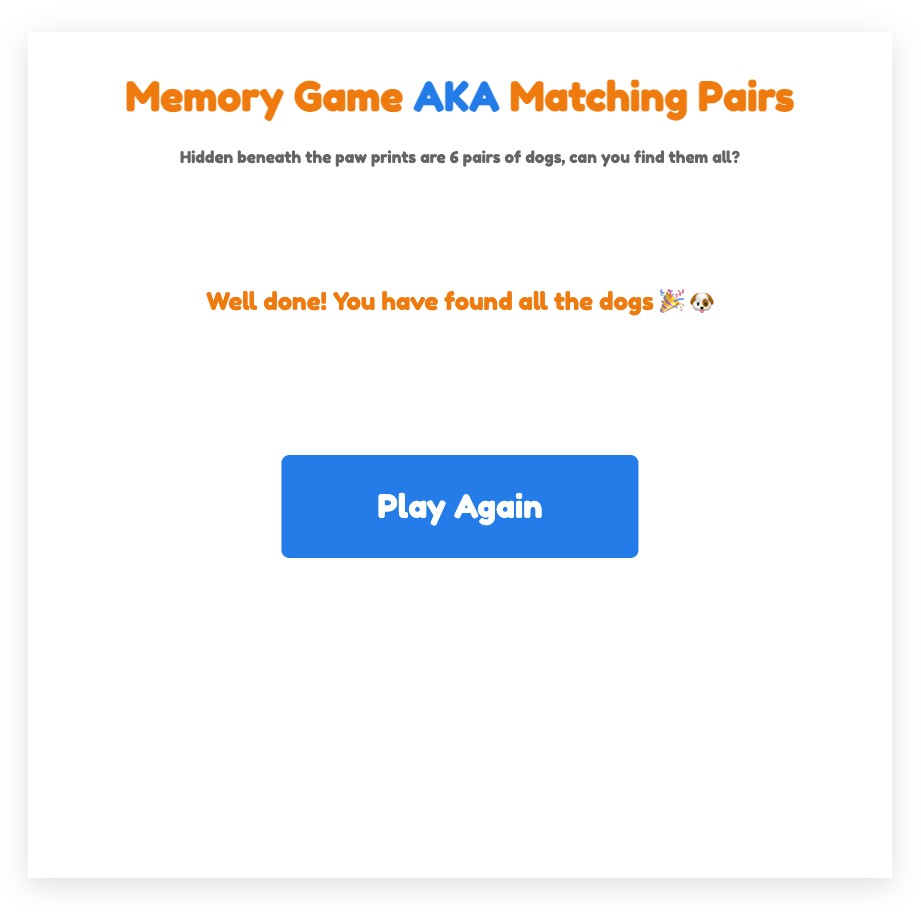 Memory Game AKA Matching Pairs
Hidden beneath the paw prints are 6 pairs of dogs, can you find them all?
Well done! You have found all the dogs 🎉🐶
Play Again